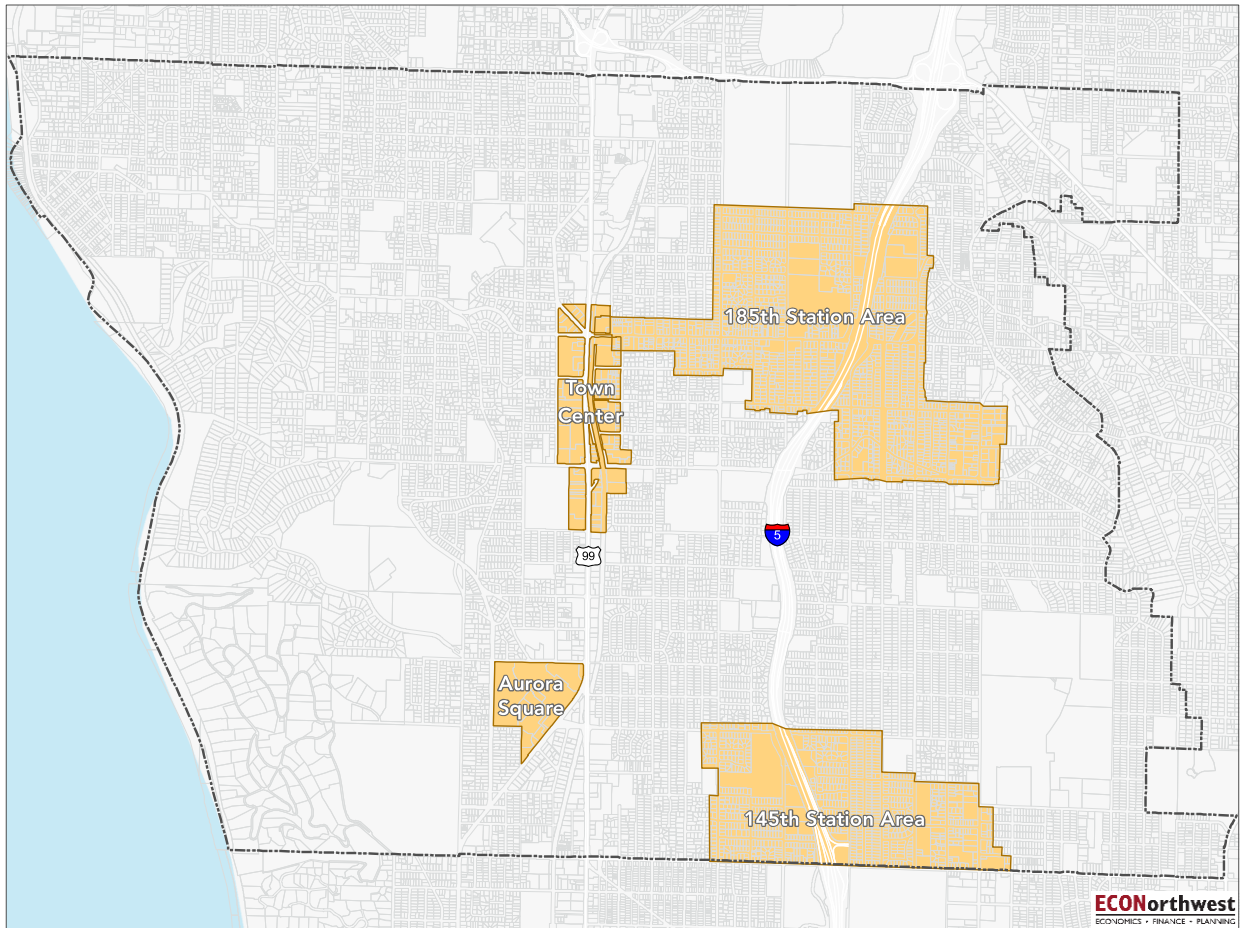 185th Station Area
Town
Center
5
99
Aurora
Square
145th Station Area
ECONorthwest
ECONOMICS • FINANCE • PLANNING